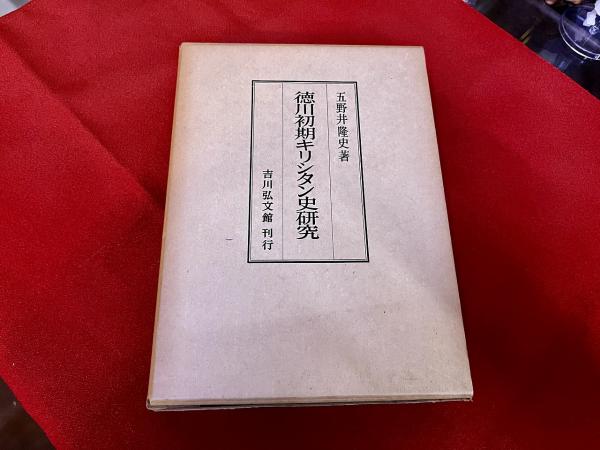 五野井隆史著
徳川初期キリシタン史研究
吉川弘文館 刊行